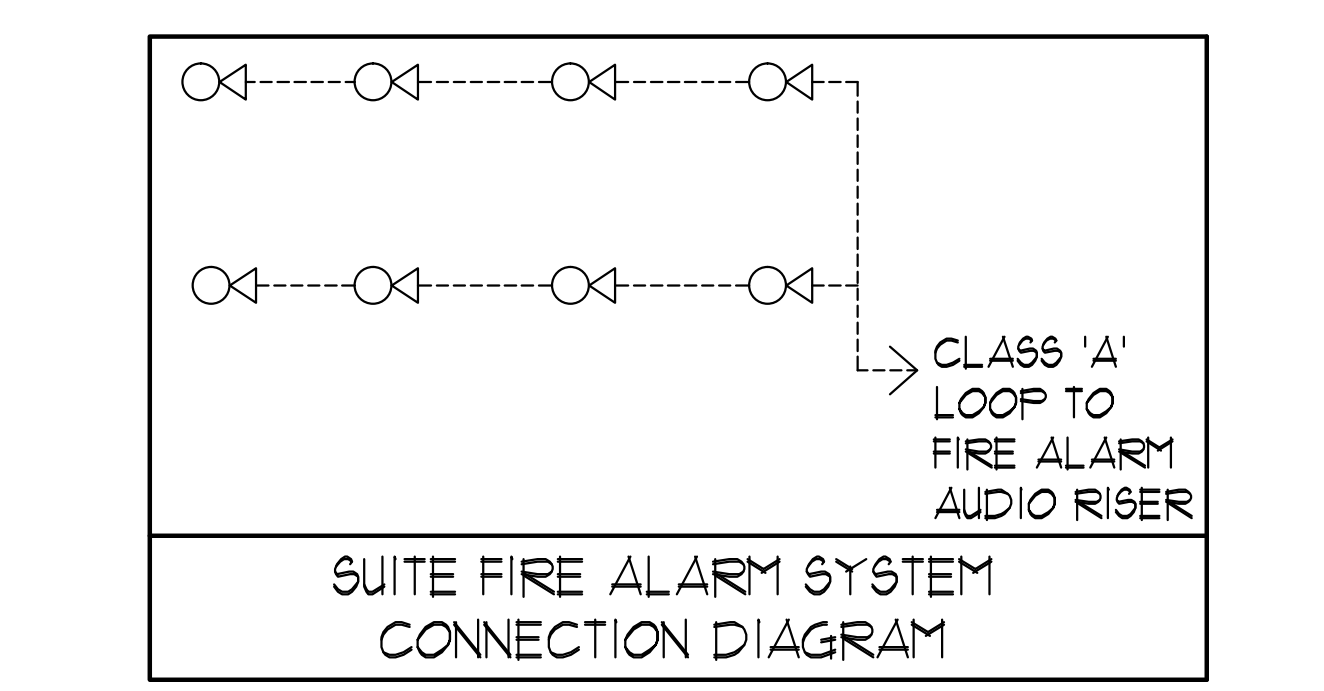 CLASS 'A'
LOOP TO
FIRE ALARM
AUDIO RISER
SUITE FIRE ALARM SYSTEM
CONNECTION DIAGRAM